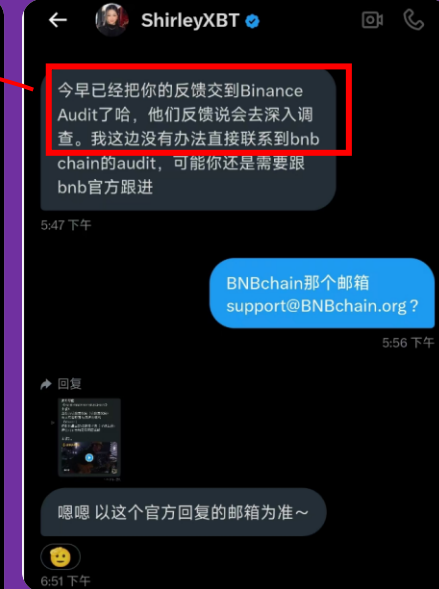 ShirleyXBT
今早已经把你的反馈交到Binance
Audit了哈，他们反馈说会去深入调
查。我这边没有办法直接联系到bnb
chain的audit，可能你还是需要跟
bnb官方跟进
5:47 下午
BNBchain那个邮箱
support@BNBchain.org？
5:56 下午
回复
嗯嗯 以这个官方回复的邮箱为准～
6:51 下午